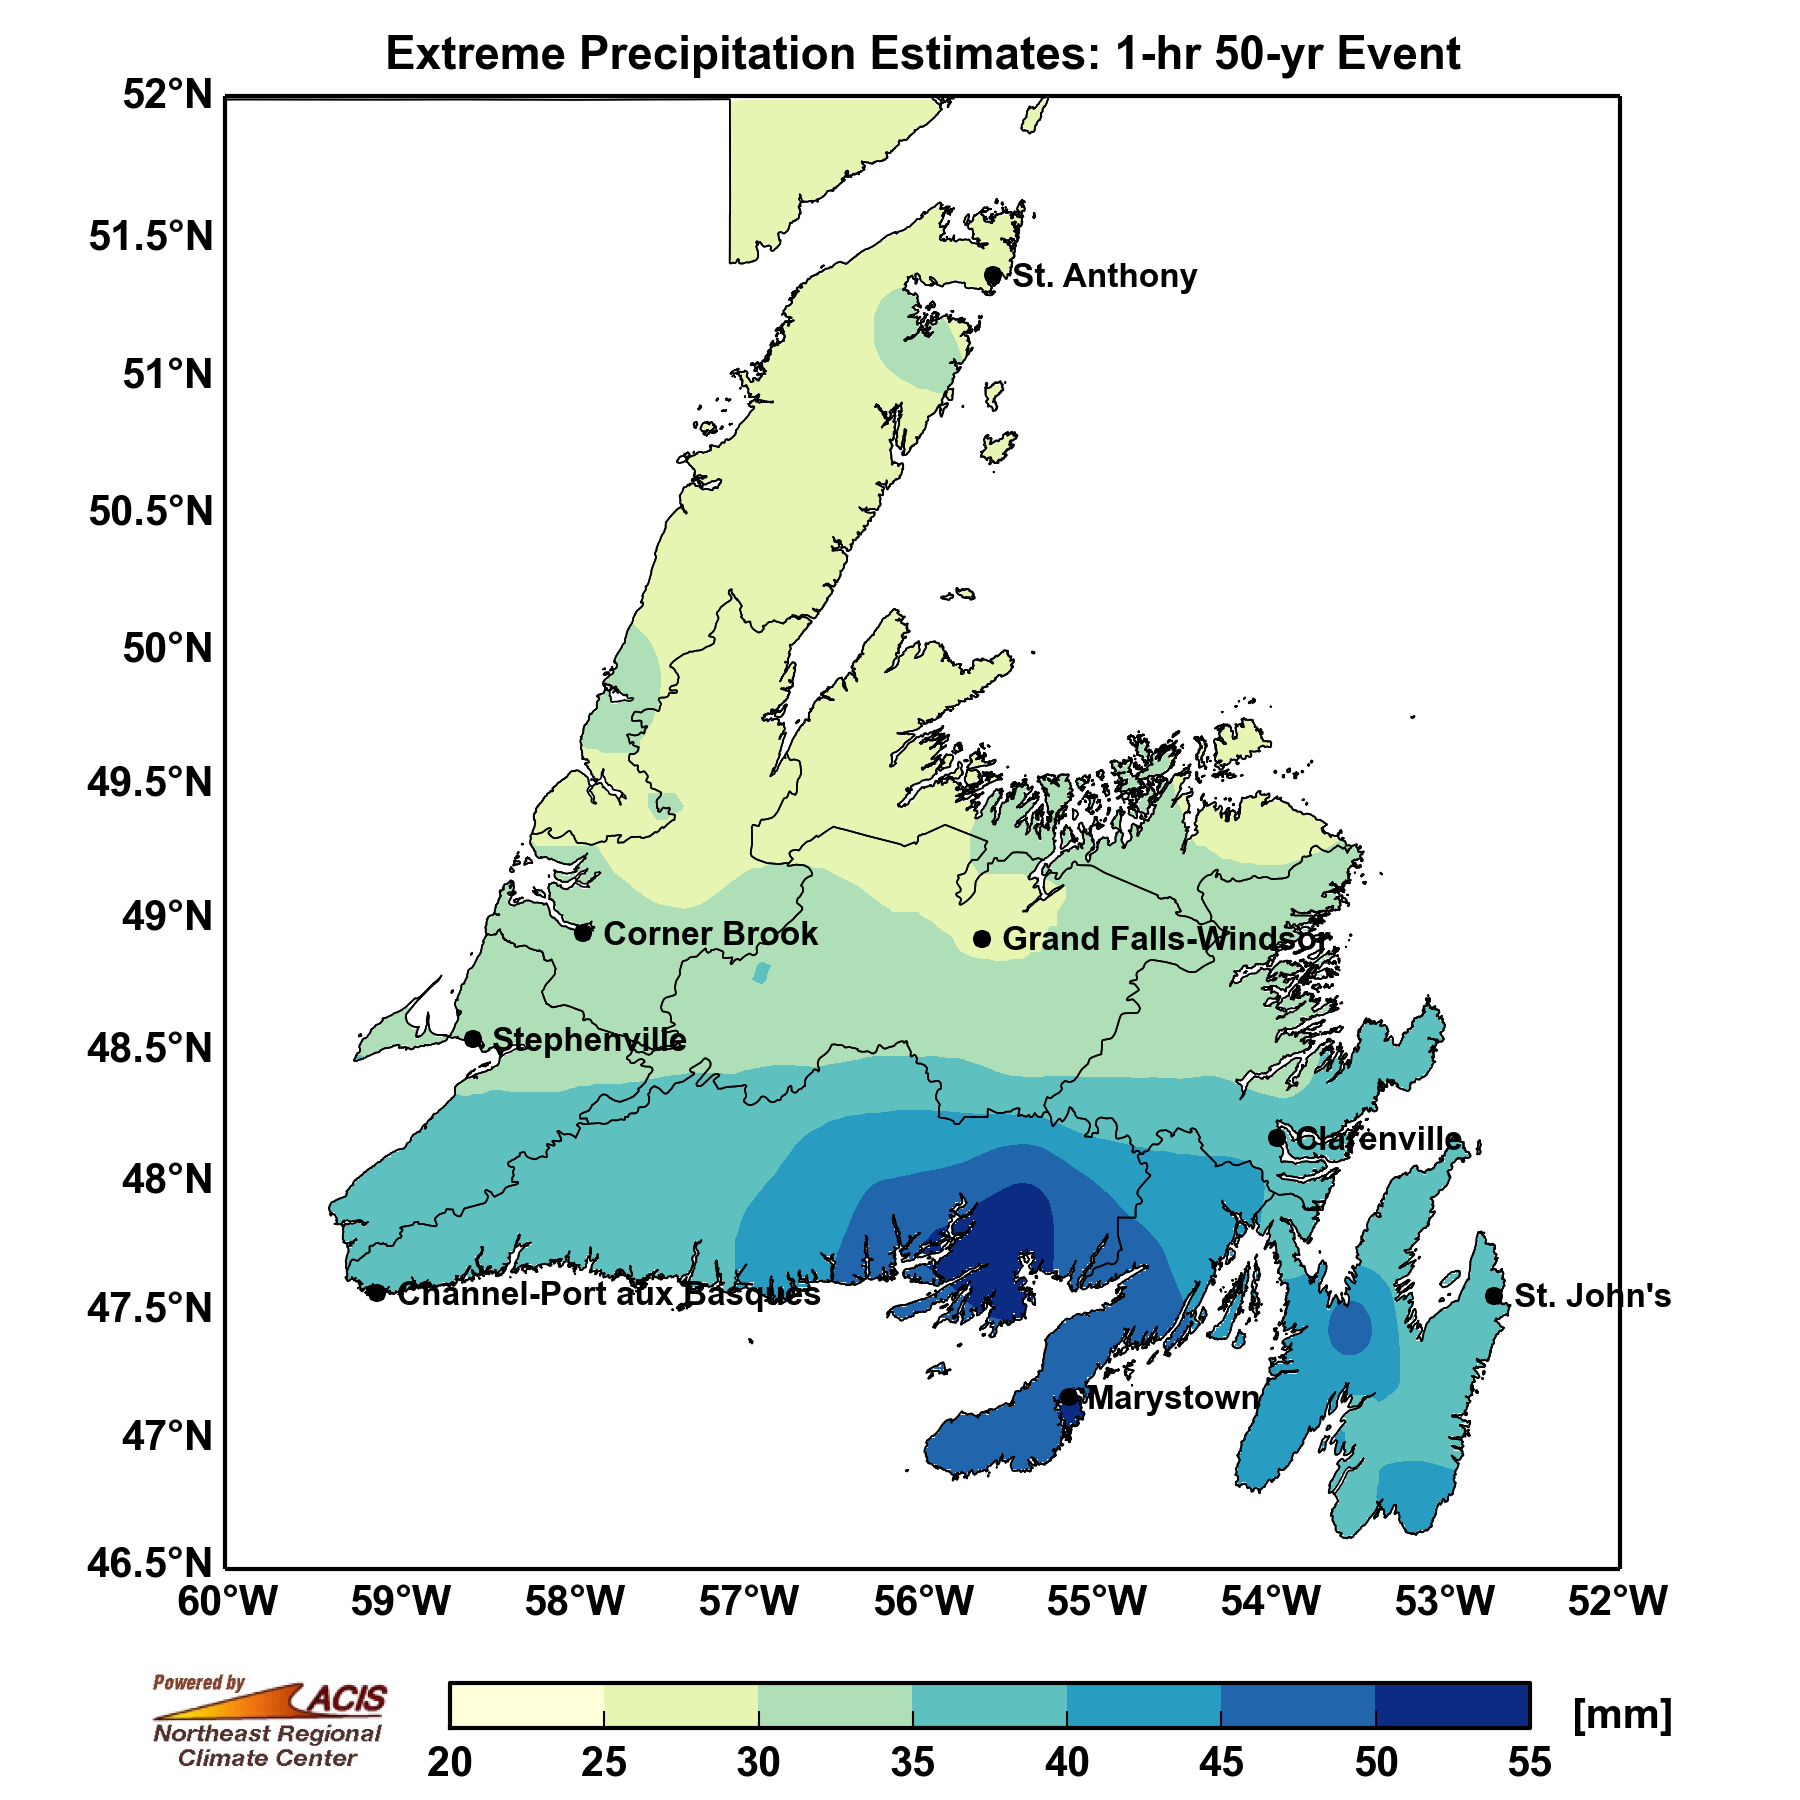 Extreme Precipitation Estimates: 1-hr 50-yr Event
52°N
51.5°N
St. Anthony
51°N
50.5°N
50°N
49.5°N
49°N
Corner Brook
Grand Falls-Windsor
48.5°N
Stephenville
Clarenville
48°N
47.5°N
Channel-Port aux Basques
St. John's
Marystown
47°N
46.5°N
60°W 59°W 58°W 57°W 56°W 55°W 54°W 53°W 52°W
Powered by
ACIS
Northeast Regional
Climate Center
[mm]
20 25 30 35 40 45 50 55